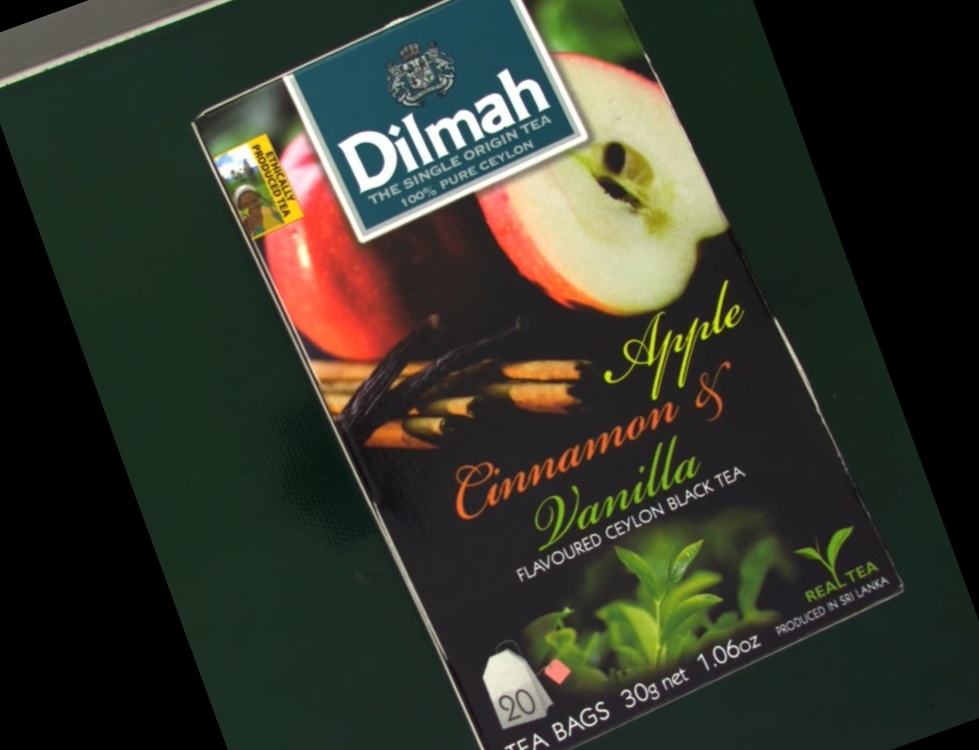 Dilmah
THE SINGLE ORIGIN TEA
100% PURE CEYLON
ETHICALLY
PRODUCED TEA
Apple
Cinnamon &
Vanilla
FLAVOURED CEYLON BLACK TEA
REAL TEA
PRODUCED IN SRI LANKA
20
TEA BAGS 30g net 1.06oz